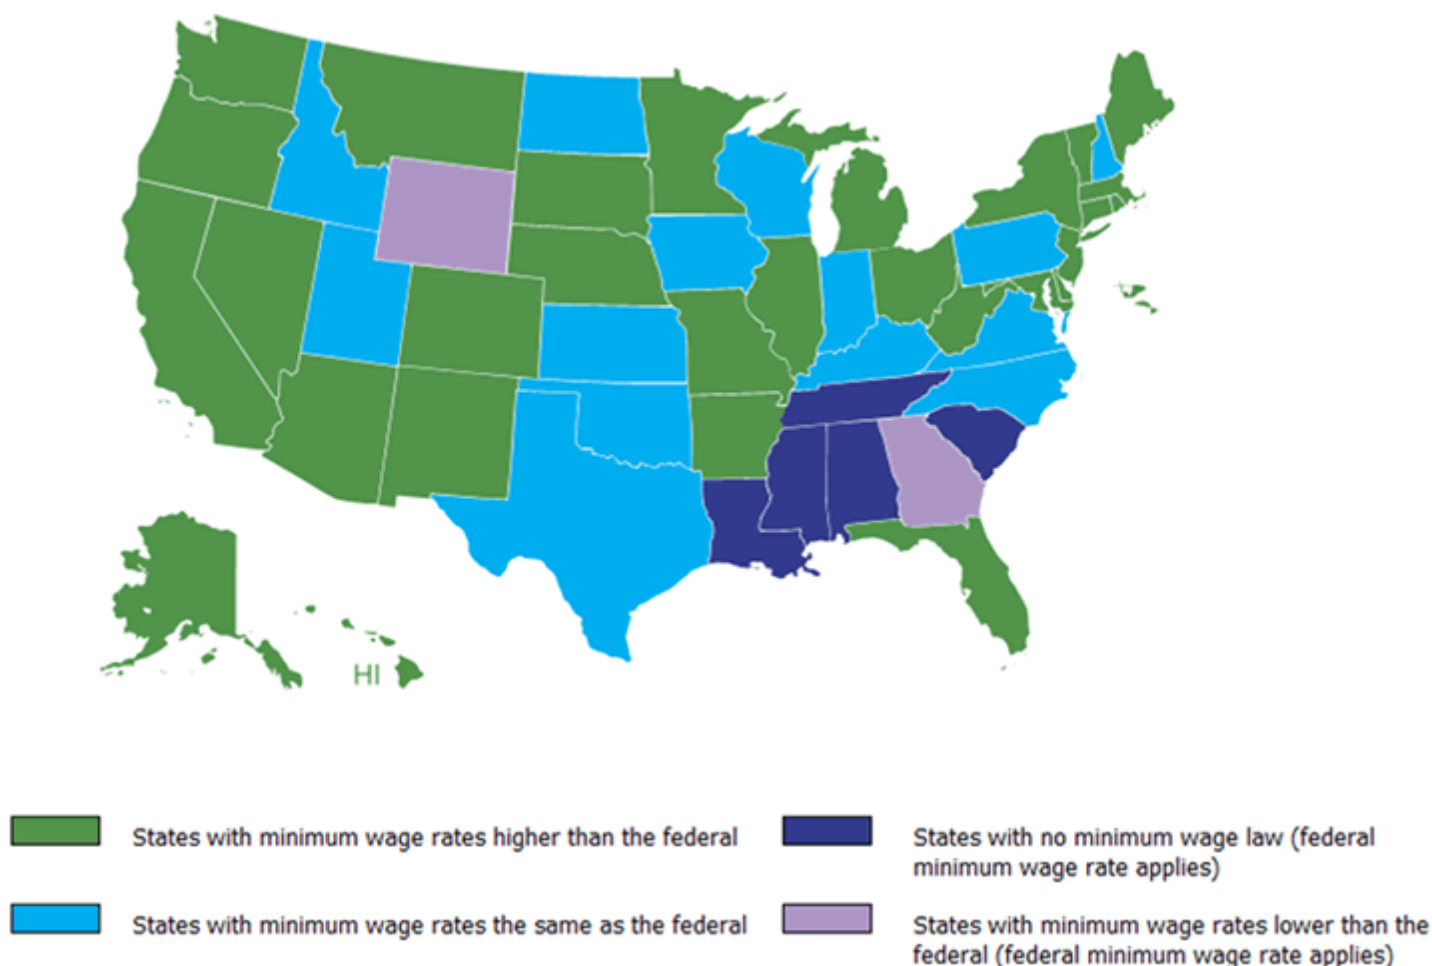 HI
States with minimum wage rates higher than the federal
States with no minimum wage law (federal
minimum wage rate applies)
States with minimum wage rates the same as the federal
States with minimum wage rates lower than the
federal (federal minimum wage rate applies)